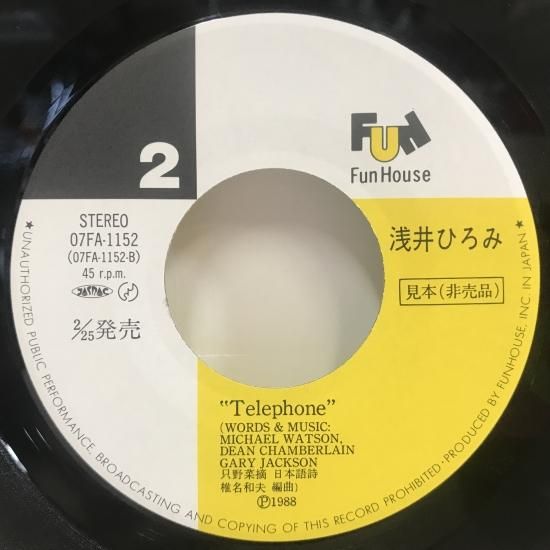 FUN
Fun House
2
STEREO
07FA-1152
(07FA-1152-B)
45 r.p.m.
JASRAC
2/25発売
浅井ひろみ
見本(非売品)
“Telephone”
(WORDS & MUSIC:
MICHAEL WATSON,
DEAN CHAMBERLAIN
GARY JACKSON
只野菜摘 日本語詩
椎名和夫 編曲)
Ⓟ1988
★UNAUTHORIZED PUBLIC PERFORMANCE, BROADCASTING AND COPYING OF THIS RECORD PROHIBITED·PRODUCED BY FUNHOUSE, INC. IN JAPAN★